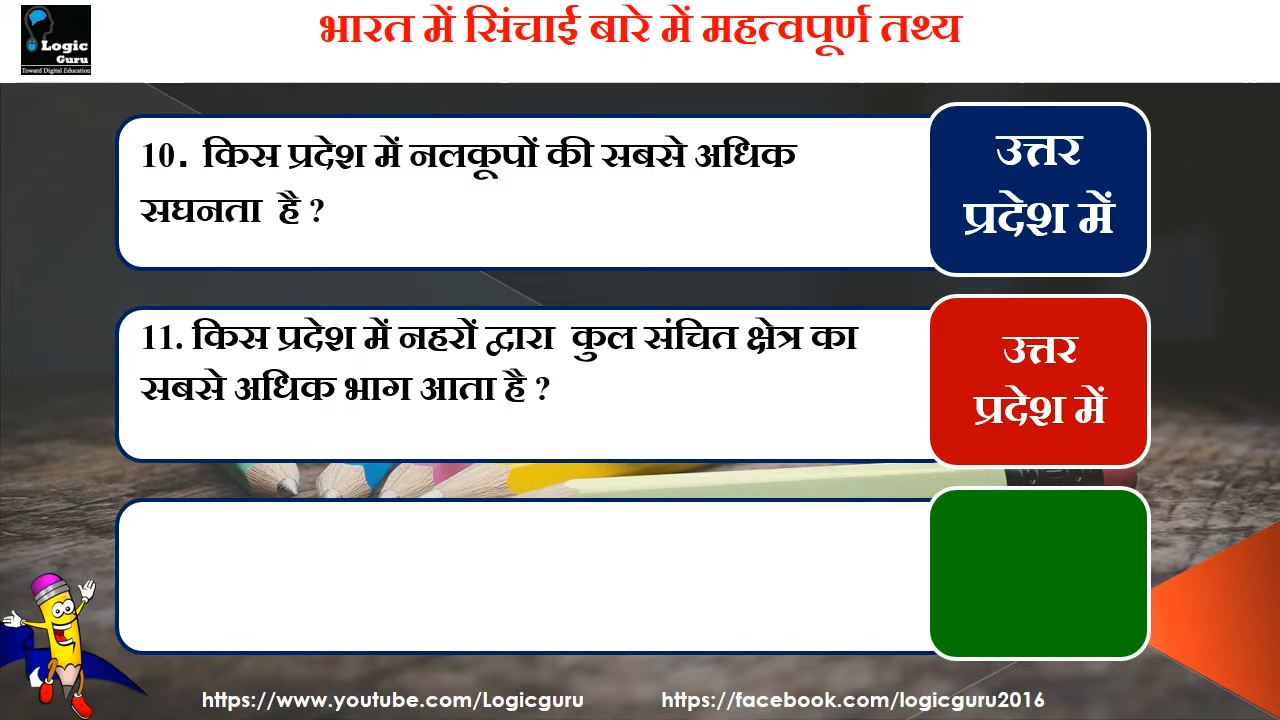 Logic
Guru
Toward Digital Education
भारत में सिंचाई बारे में महत्वपूर्ण तथ्य
10. किस प्रदेश में नलकूपों की सबसे अधिक
सघनता है ?
उत्तर
प्रदेश में
11. किस प्रदेश में नहरों द्वारा कुल संचित क्षेत्र का
सबसे अधिक भाग आता है ?
उत्तर
प्रदेश में
https://www.youtube.com/Logicguru
https://facebook.com/logicguru2016